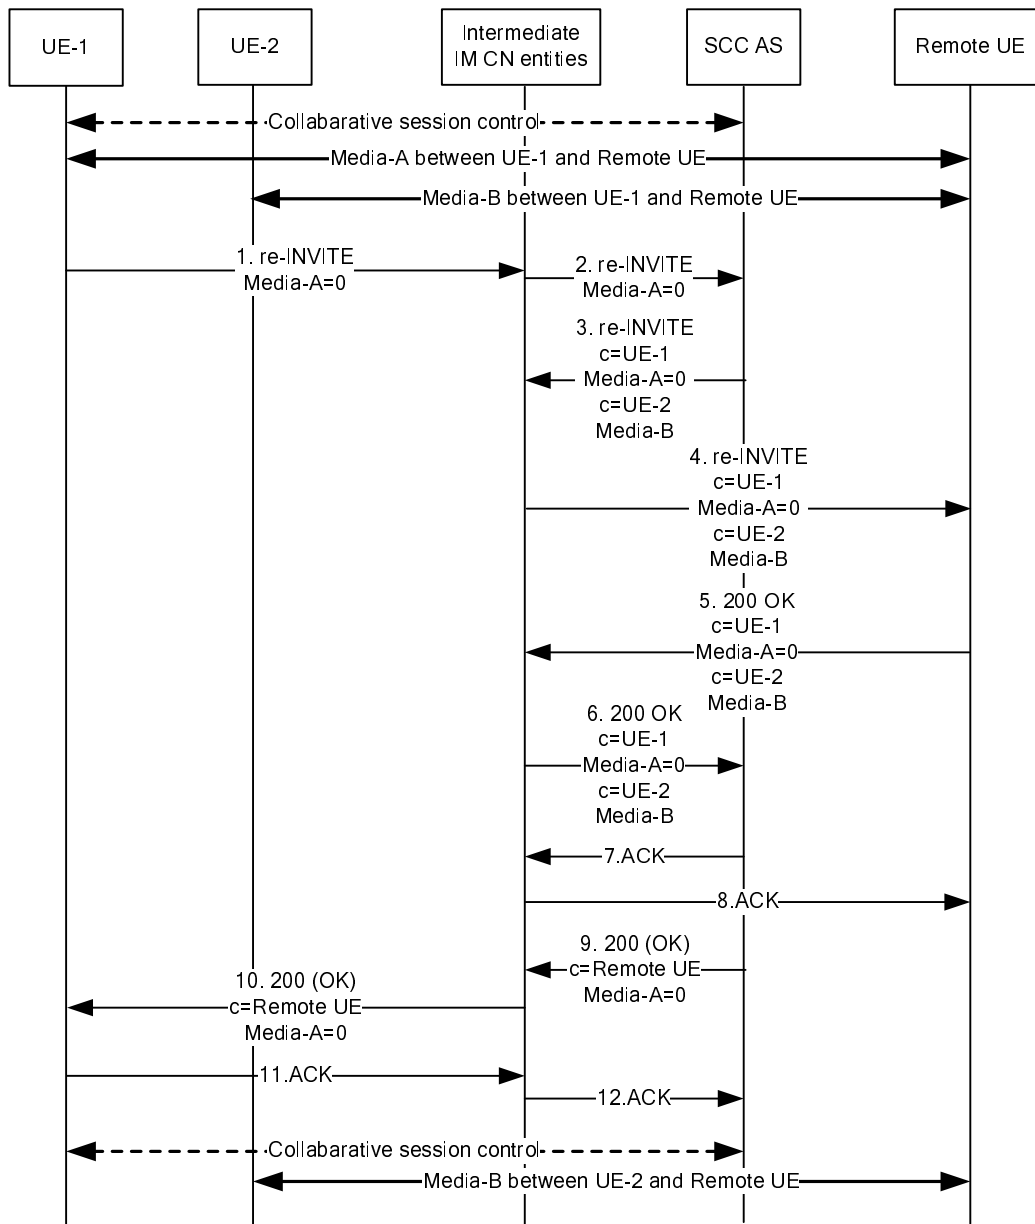 UE-1
UE-2
Intermediate
IM CN entities
SCC AS
Remote UE
Collabarative session control
Media-A between UE-1 and Remote UE
Media-B between UE-1 and Remote UE
1. re-INVITE
Media-A=0
2. re-INVITE
Media-A=0
3. re-INVITE
c=UE-1
Media-A=0
c=UE-2
Media-B
4. re-INVITE
c=UE-1
Media-A=0
c=UE-2
Media-B
5. 200 OK
c=UE-1
Media-A=0
c=UE-2
Media-B
6. 200 OK
c=UE-1
Media-A=0
c=UE-2
Media-B
7.ACK
8.ACK
9. 200 (OK)
c=Remote UE
Media-A=0
10. 200 (OK)
c=Remote UE
Media-A=0
11.ACK
12.ACK
Collabarative session control
Media-B between UE-2 and Remote UE